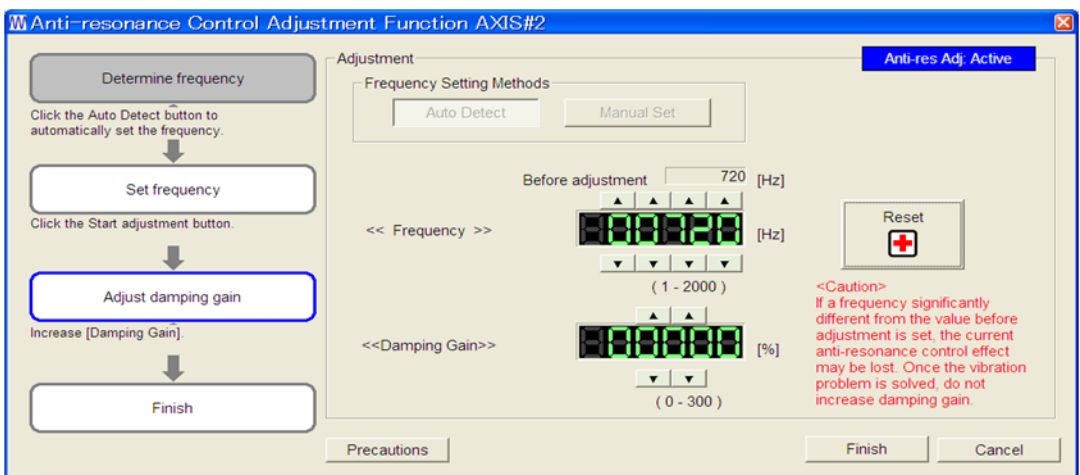 Anti-resonance Control Adjustment Function AXIS#2
Determine frequency
Click the Auto Detect button to
automatically set the frequency.
Set frequency
Click the Start adjustment button.
Adjust damping gain
Increase [Damping Gain].
Finish
Adjustment
Anti-res Adj: Active
Frequency Setting Methods
Auto Detect
Manual Set
Before adjustment 720 [Hz]
<< Frequency >> 00720 [Hz]
( 1 - 2000 )
<<Damping Gain>> 00000 [%]
( 0 - 300 )
Reset
<Caution>
If a frequency significantly
different from the value before
adjustment is set, the current
anti-resonance control effect
may be lost. Once the vibration
problem is solved, do not
increase damping gain.
Precautions
Finish
Cancel